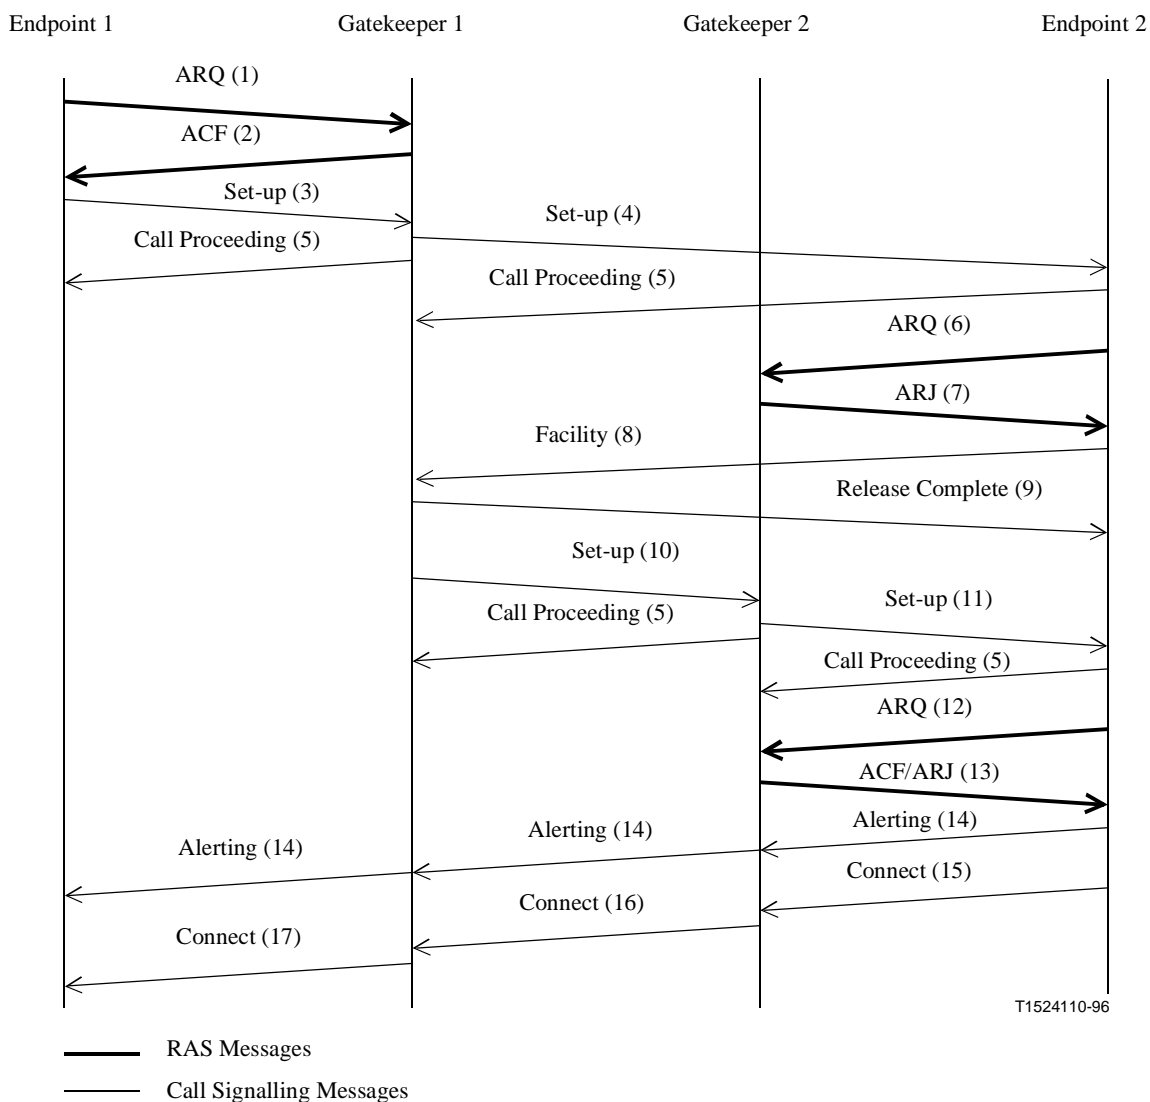 Endpoint 1 Gatekeeper 1 Gatekeeper 2 Endpoint 2
ARQ (1)
ACF (2)
Set-up (3)
Set-up (4)
Call Proceeding (5)
Call Proceeding (5)
ARQ (6)
ARJ (7)
Facility (8)
Release Complete (9)
Set-up (10)
Set-up (11)
Call Proceeding (5)
Call Proceeding (5)
ARQ (12)
ACF/ARJ (13)
Alerting (14)
Alerting (14)
Alerting (14)
Connect (15)
Connect (16)
Connect (17)
T1524110-96
RAS Messages
Call Signalling Messages